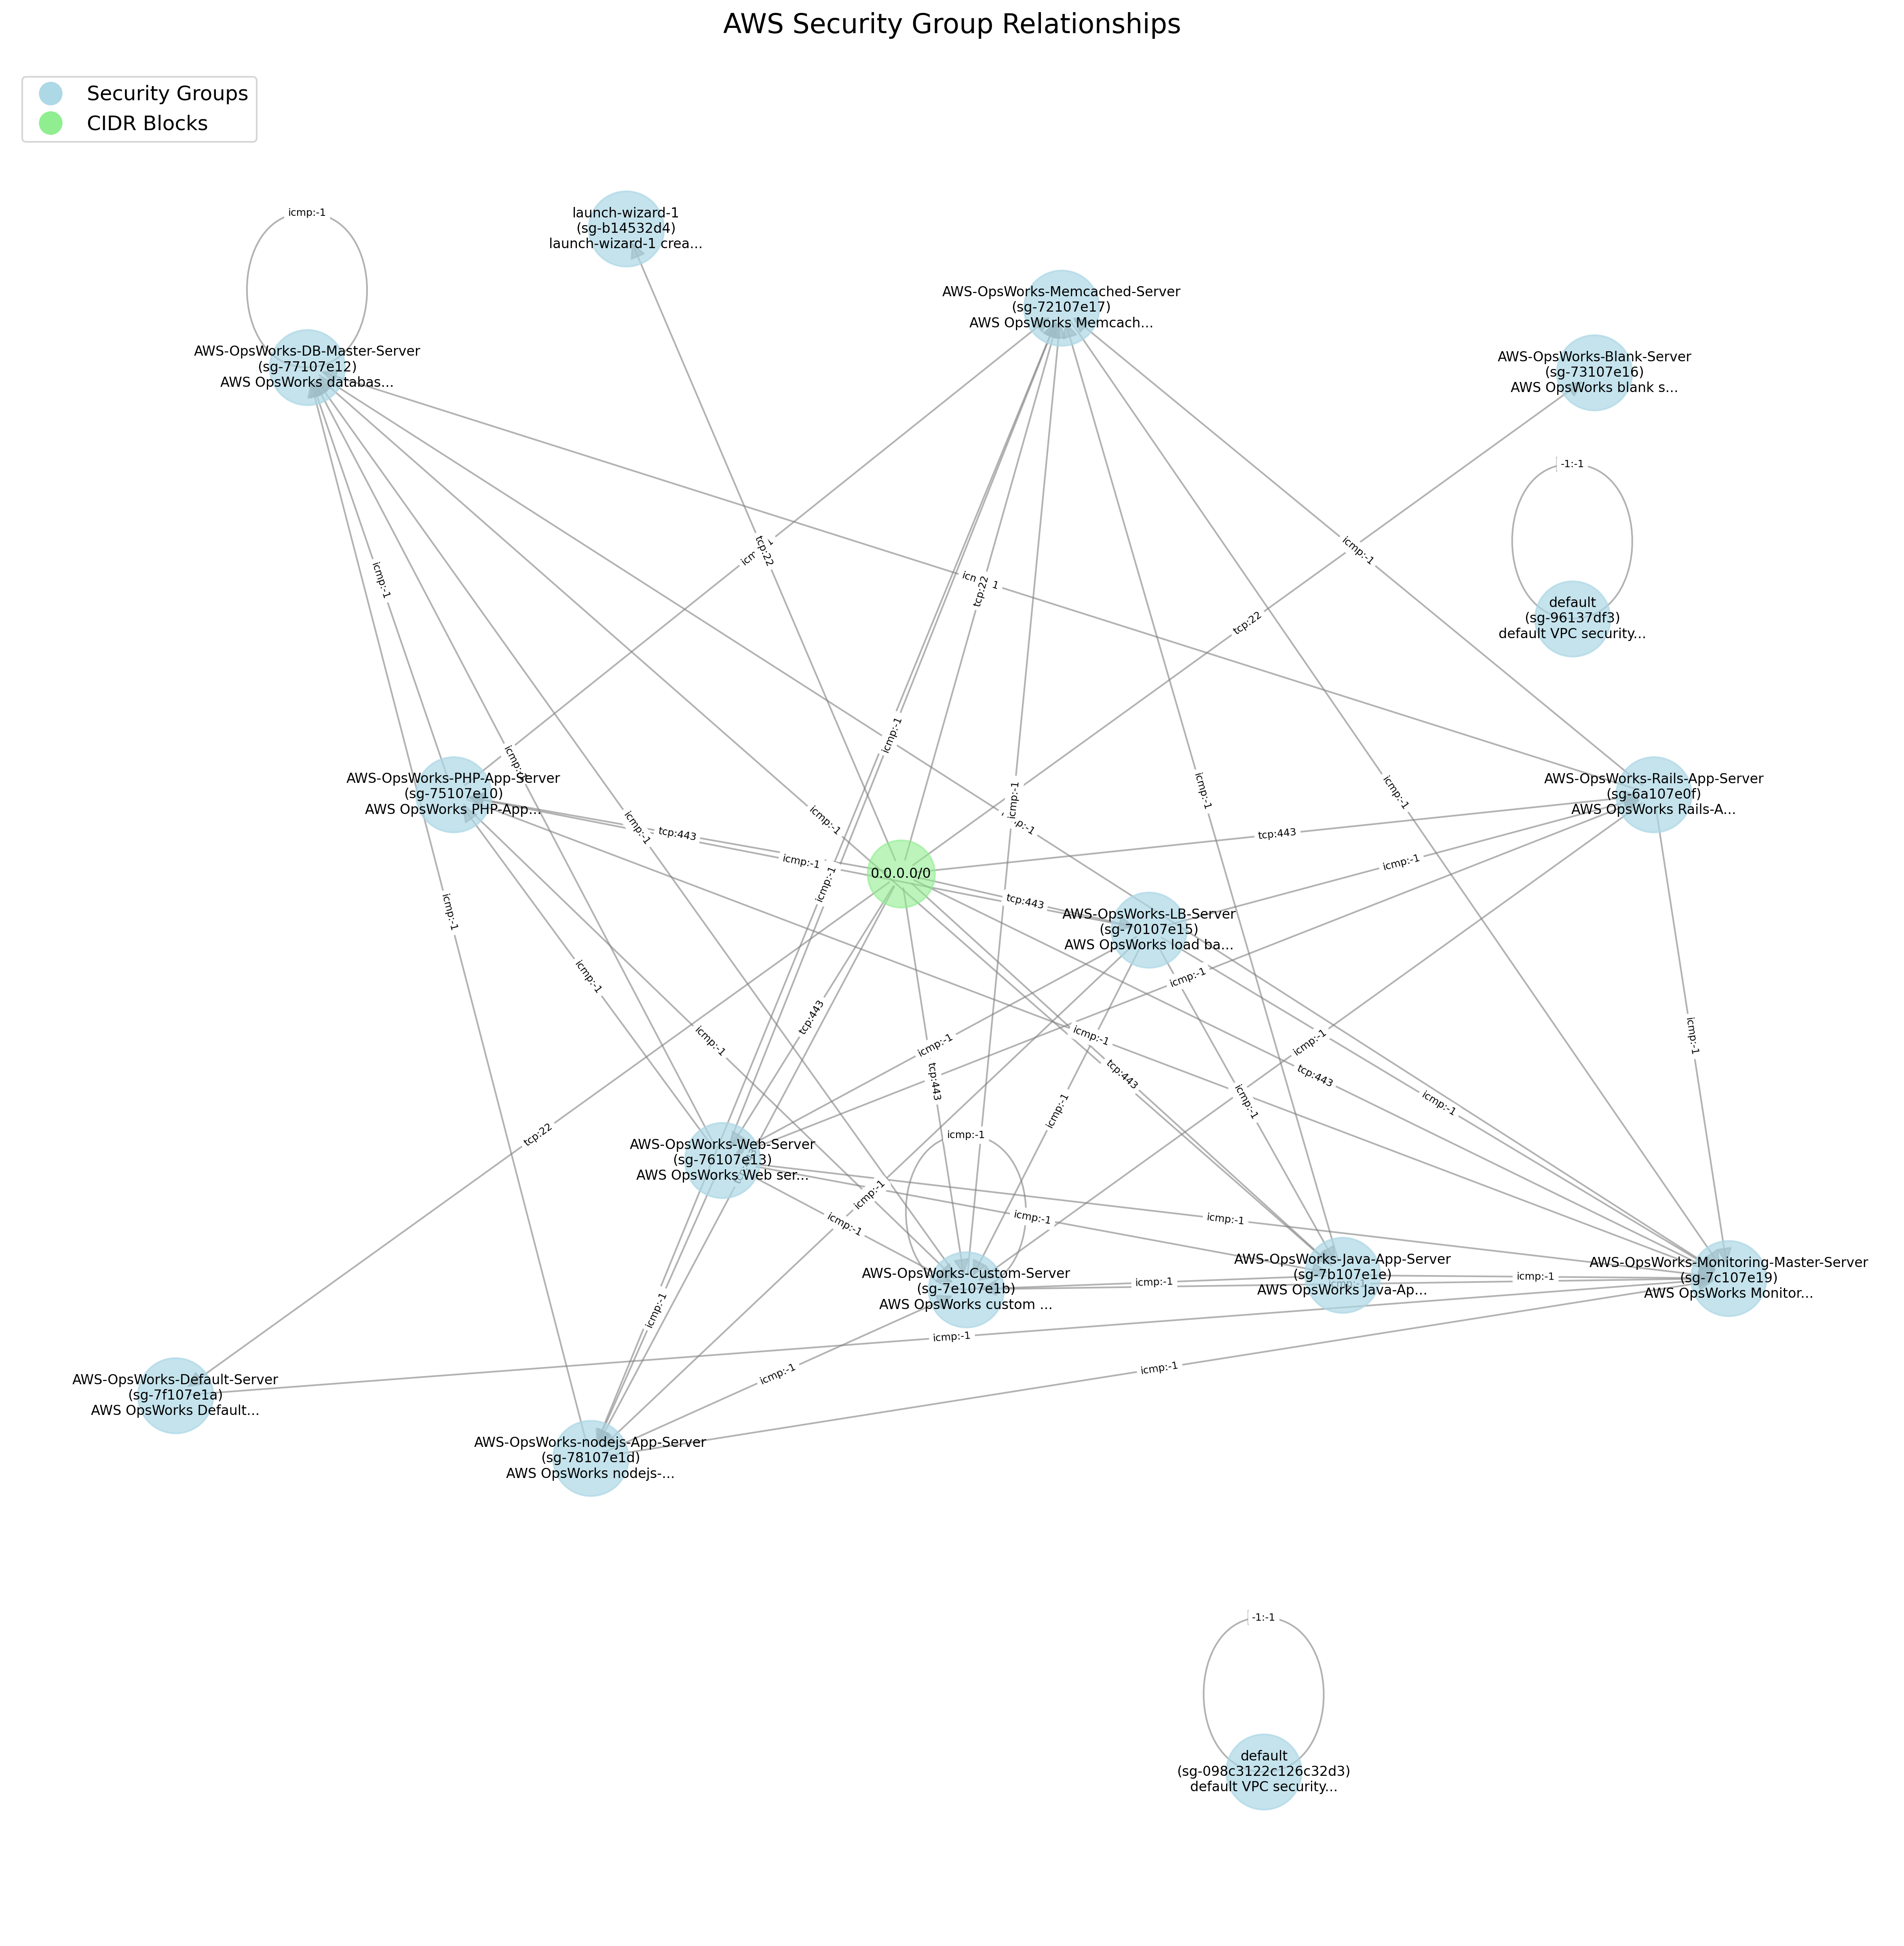 AWS Security Group Relationships
Security Groups
CIDR Blocks
icmp:-1
launch-wizard-1
(sg-b14532d4)
launch-wizard-1 crea...
AWS-OpsWorks-Memcached-Server
(sg-72107e17)
AWS OpsWorks Memcach...
AWS-OpsWorks-DB-Master-Server
(sg-77107e12)
AWS OpsWorks databas...
AWS-OpsWorks-Blank-Server
(sg-73107e16)
AWS OpsWorks blank s...
-1:-1
default
(sg-96137df3)
default VPC security...
tcp:22
icmp:-1
icmp:-1
tcp:22
tcp:22
icmp:-1
icmp:-1
AWS-OpsWorks-PHP-App-Server
(sg-75107e10)
AWS OpsWorks PHP-App...
icmp:-1
icmp:-1
icmp:-1
AWS-OpsWorks-Rails-App-Server
(sg-6a107e0f)
AWS OpsWorks Rails-A...
icmp:-1
icmp:-1
tcp:443
tcp:443
icmp:-1
icmp:-1
icmp:-1
0.0.0.0/0
tcp:443
icmp:-1
AWS-OpsWorks-LB-Server
(sg-70107e15)
AWS OpsWorks load ba...
icmp:-1
icmp:-1
tcp:443
icmp:-1
icmp:-1
icmp:-1
icmp:-1
icmp:-1
tcp:443
tcp:443
tcp:443
icmp:-1
icmp:-1
icmp:-1
tcp:22
icmp:-1
AWS-OpsWorks-Web-Server
(sg-76107e13)
AWS OpsWorks Web ser...
icmp:-1
icmp:-1
icmp:-1
icmp:-1
AWS-OpsWorks-Custom-Server
(sg-7e107e1b)
AWS OpsWorks custom ...
icmp:-1
AWS-OpsWorks-Java-App-Server
(sg-7b107e1e)
AWS OpsWorks Java-Ap...
icmp:-1
AWS-OpsWorks-Monitoring-Master-Server
(sg-7c107e19)
AWS OpsWorks Monitor...
icmp:-1
icmp:-1
icmp:-1
icmp:-1
AWS-OpsWorks-Default-Server
(sg-7f107e1a)
AWS OpsWorks Default...
AWS-OpsWorks-nodejs-App-Server
(sg-78107e1d)
AWS OpsWorks nodejs-...
-1:-1
default
(sg-098c3122c126c32d3)
default VPC security...